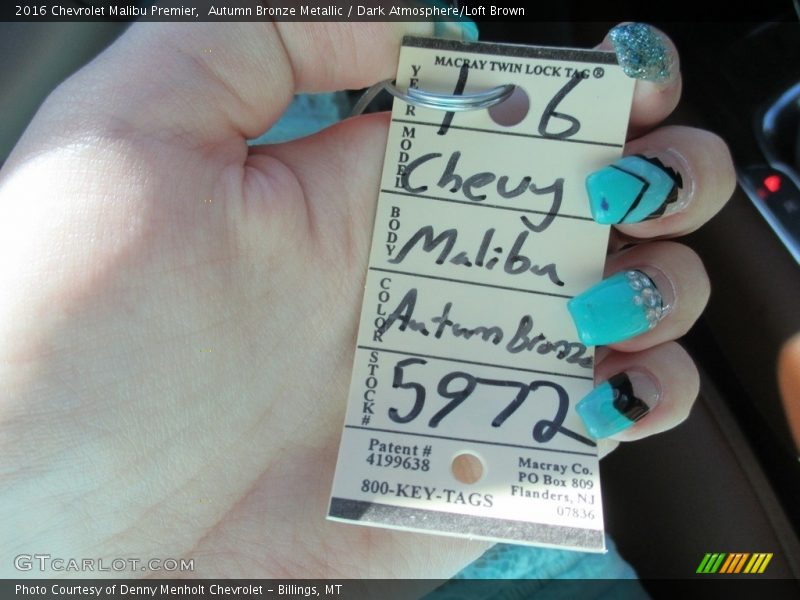 2016 Chevrolet Malibu Premier,  Autumn Bronze Metallic / Dark Atmosphere/Loft Brown
MACRAY TWIN LOCK TAG®
YEAR 16
MODEL Chevy
BODY Malibu
COLOR Autumn Bronze
STOCK# 5972
Patent #
4199638
800-KEY-TAGS
Macray Co.
PO Box 809
Flanders, NJ
07836
GTCARLOT.COM
Photo Courtesy of Denny Menholt Chevrolet – Billings, MT